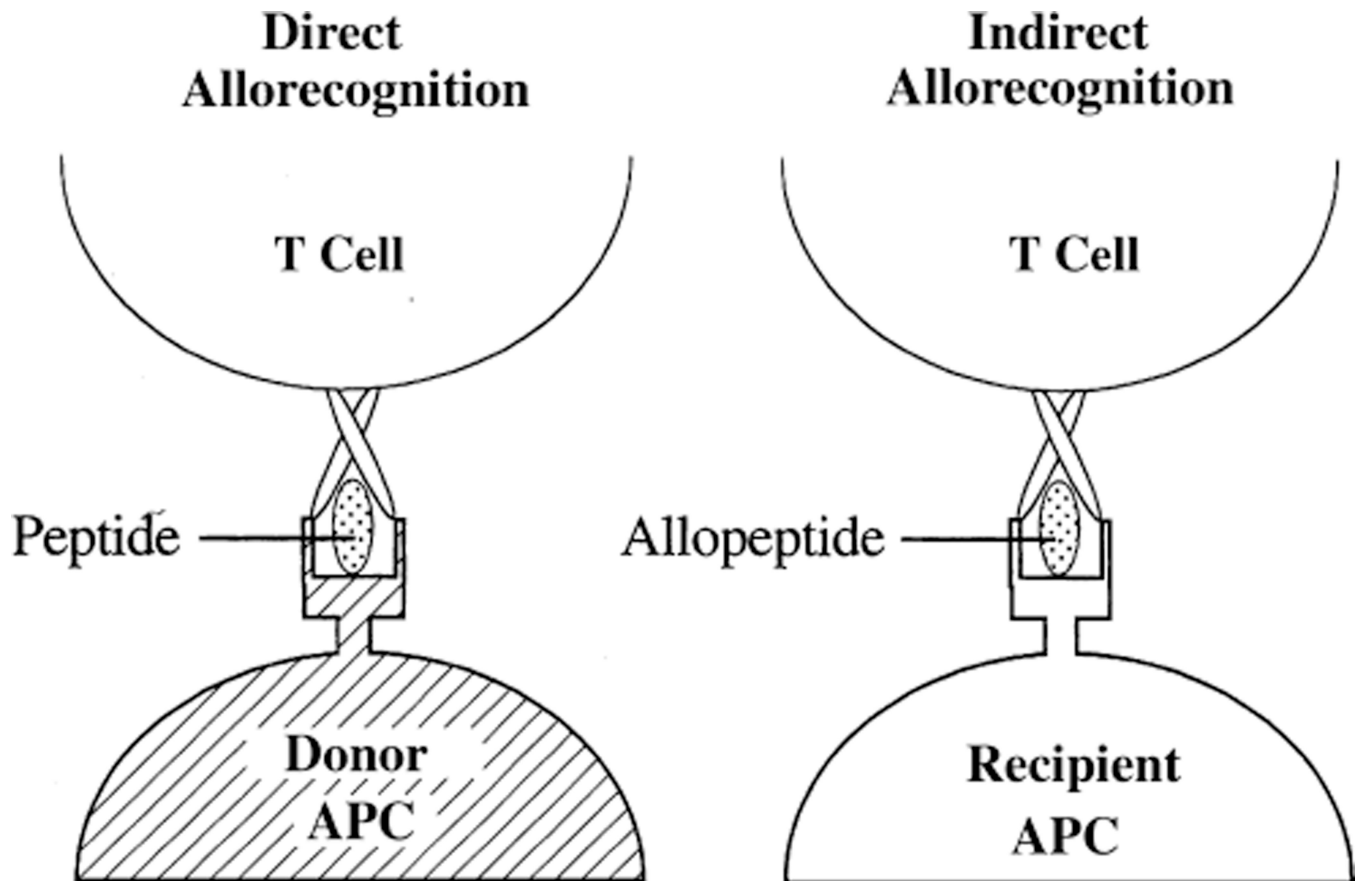 Direct
Allorecognition
T Cell
Peptide
Donor
APC
Indirect
Allorecognition
T Cell
Allopeptide
Recipient
APC